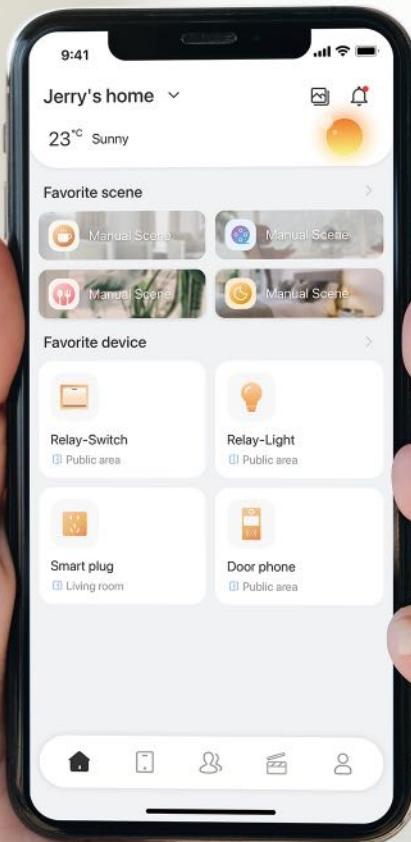 9:41
Jerry's home
23°C Sunny
Favorite scene
Manual Scene
Manual Scene
Manual Scene
Manual Scene
Favorite device
Relay-Switch
Public area
Relay-Light
Public area
Smart plug
Living room
Door phone
Public area